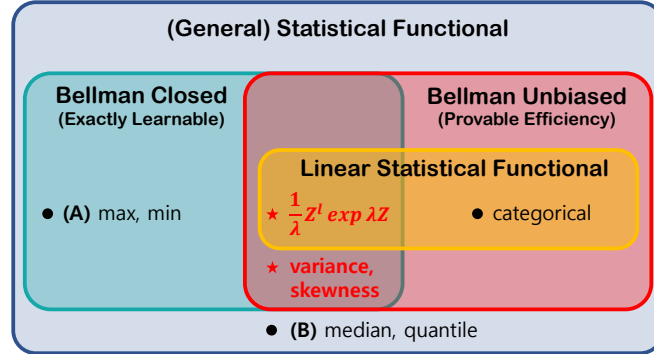 (General) Statistical Functional
Bellman Closed
(Exactly Learnable)
Bellman Unbiased
(Provable Efficiency)
Linear Statistical Functional
● (A) max, min
★ 1/λ Z^l exp λZ
● categorical
★ variance,
skewness
● (B) median, quantile